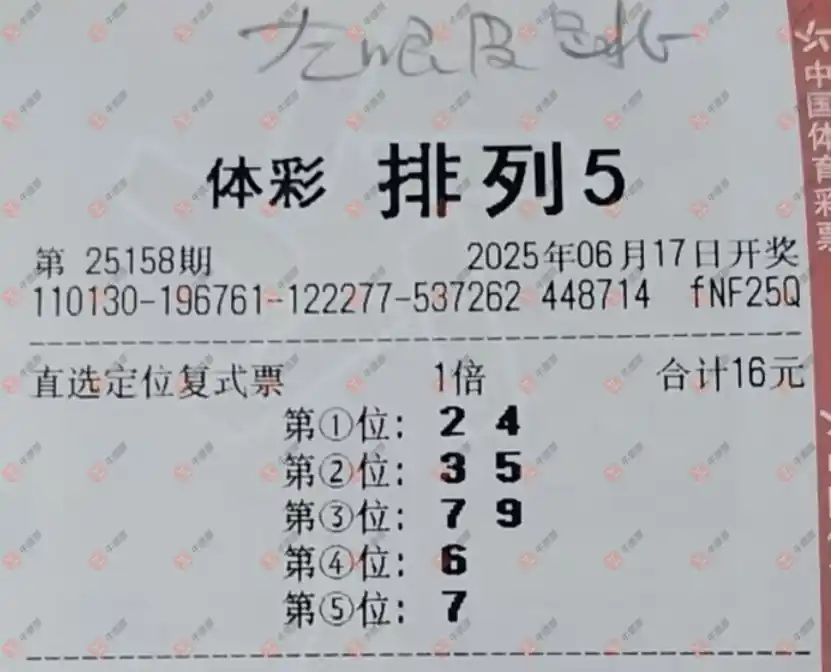 体彩 排列5
第 25158期 2025年06月17日开奖
110130-196761-122277-537262 448714 fNF25Q
直选定位复式票 1倍 合计16元
第①位: 2 4
第②位: 3 5
第③位: 7 9
第④位: 6
第⑤位: 7
中国体育彩票